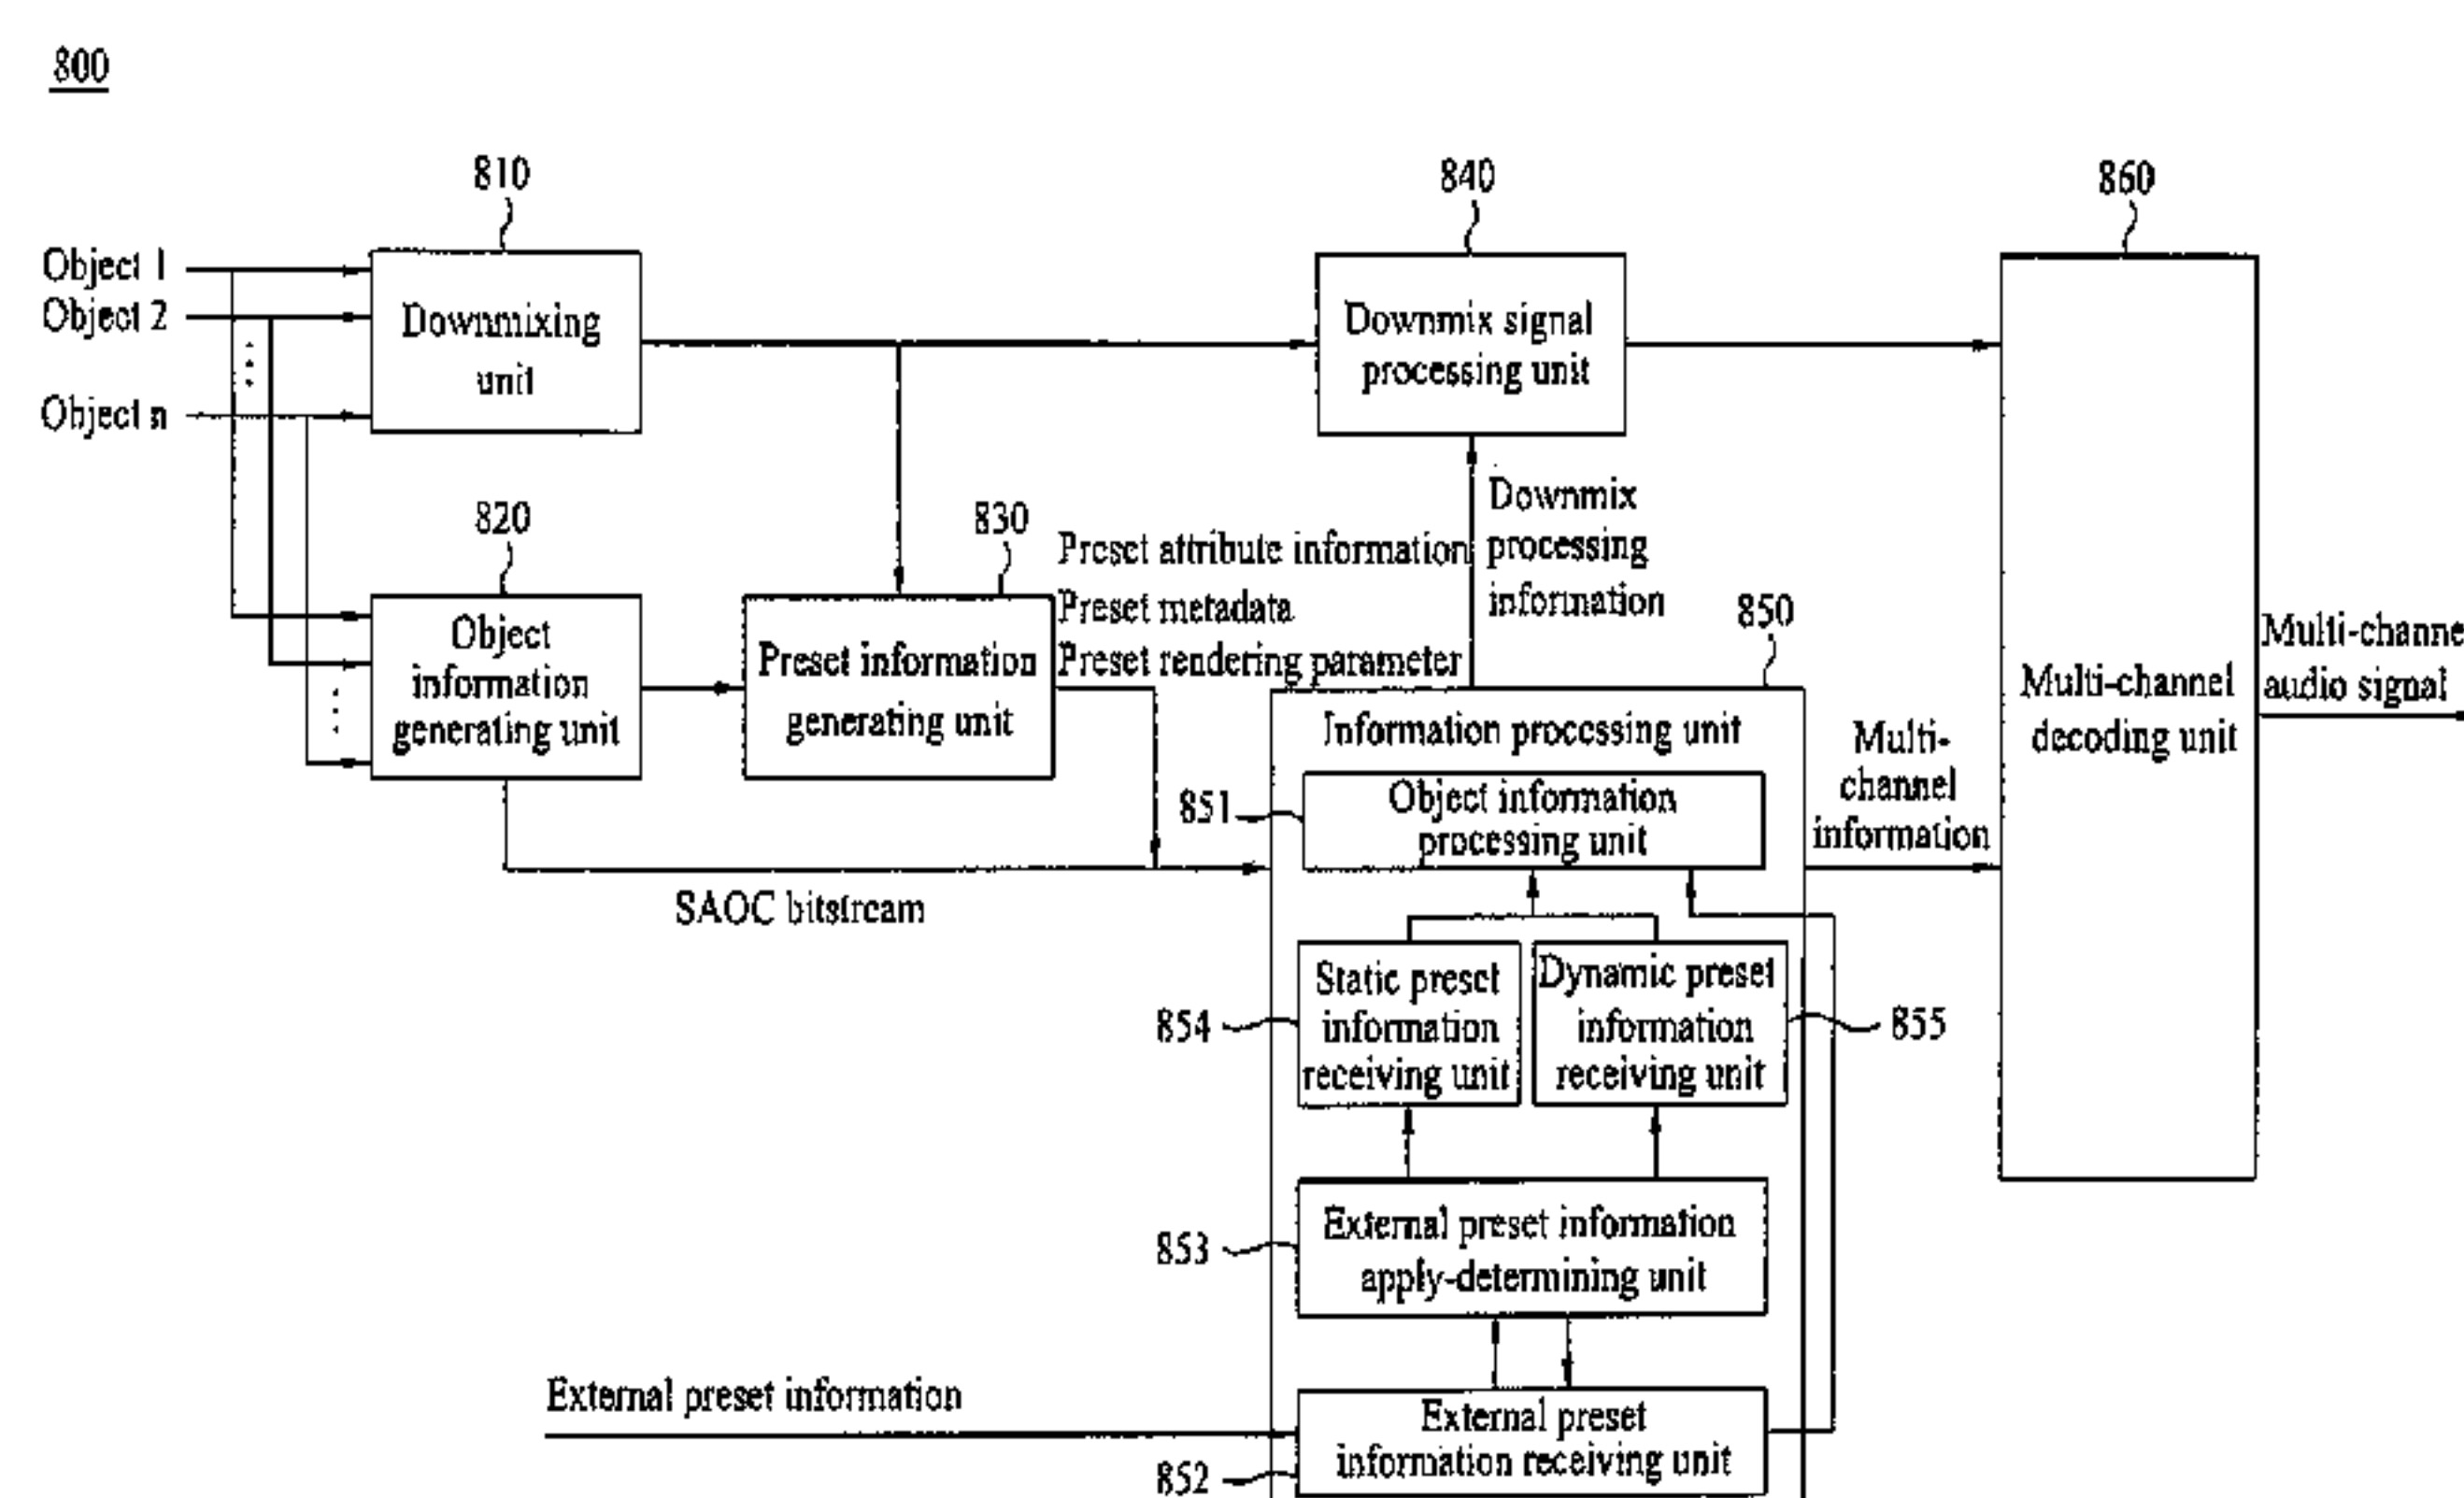 800
810
840
860
Object 1
Object 2
Object n
Downmixing
unit
Downmix signal
processing unit
Downmix
processing
information
820
830
Preset attribute information
Preset metadata
Preset rendering parameter
850
Object
information
generating unit
Preset information
generating unit
Information processing unit
Multi-channel
decoding unit
Multi-channe
audio signal
Multi-
channel
information
851
Object information
processing unit
SAOC bitstream
854
Static preset
information
receiving unit
Dynamic preset
information
receiving unit
855
853
External preset information
apply-determining unit
External preset information
External preset
information receiving unit
852